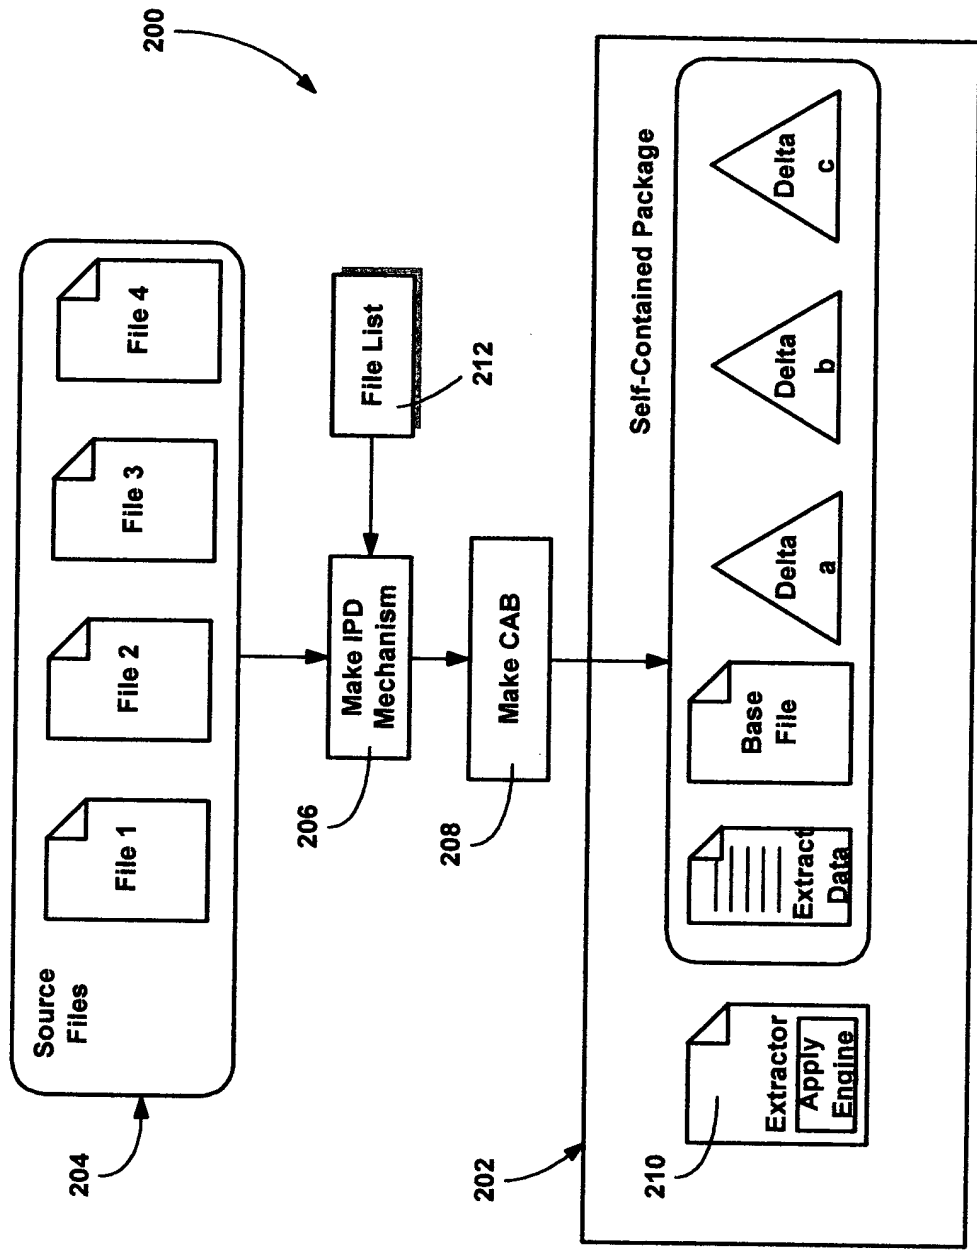 200
Source
Files
File 1
File 2
File 3
File 4
204
Make IPD
Mechanism
206
File List
212
Make CAB
208
Self-Contained Package
202
Extractor
Apply
Engine
210
Extract
Data
Base
File
Delta
a
Delta
b
Delta
c